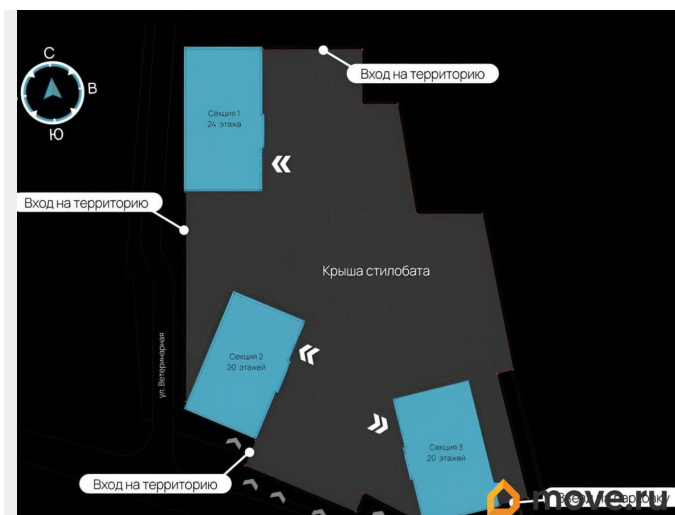 С
В
Ю
Вход на территорию
Секция 1
24 этажа
Вход на территорию
Крыша стилобата
ул. Ветеринарная
Секция 2
20 этажей
Секция 3
20 этажей
Вход на территорию
move.ru